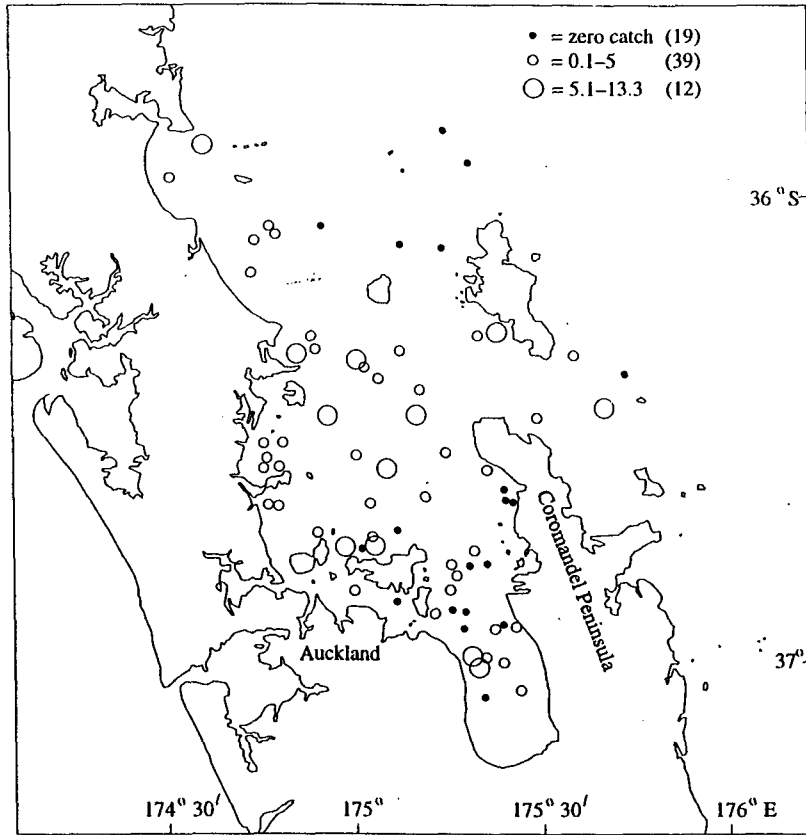 • = zero catch (19)
○ = 0.1–5 (39)
○ = 5.1–13.3 (12)
36° S
Coromandel Peninsula
Auckland
37°
174° 30′
175°
175° 30′
176° E